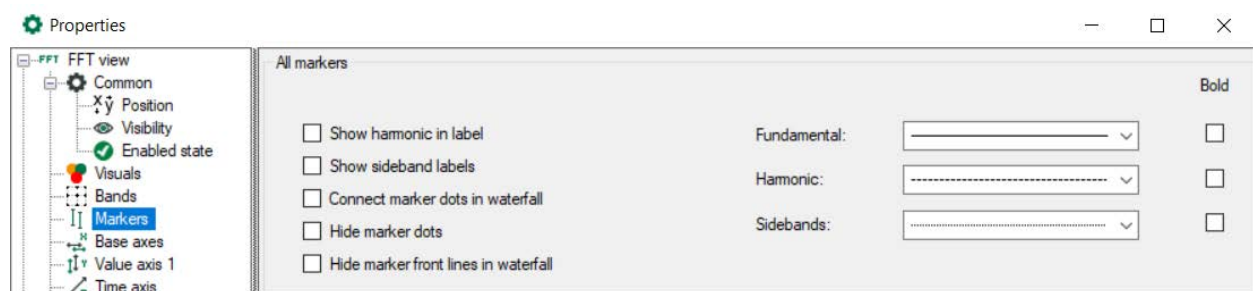 Properties
FFT FFT view
Common
Position
Visibility
Enabled state
Visuals
Bands
Markers
Base axes
Value axis 1
Time axis
All markers
Bold
Show harmonic in label
Show sideband labels
Connect marker dots in waterfall
Hide marker dots
Hide marker front lines in waterfall
Fundamental:
Harmonic:
Sidebands: